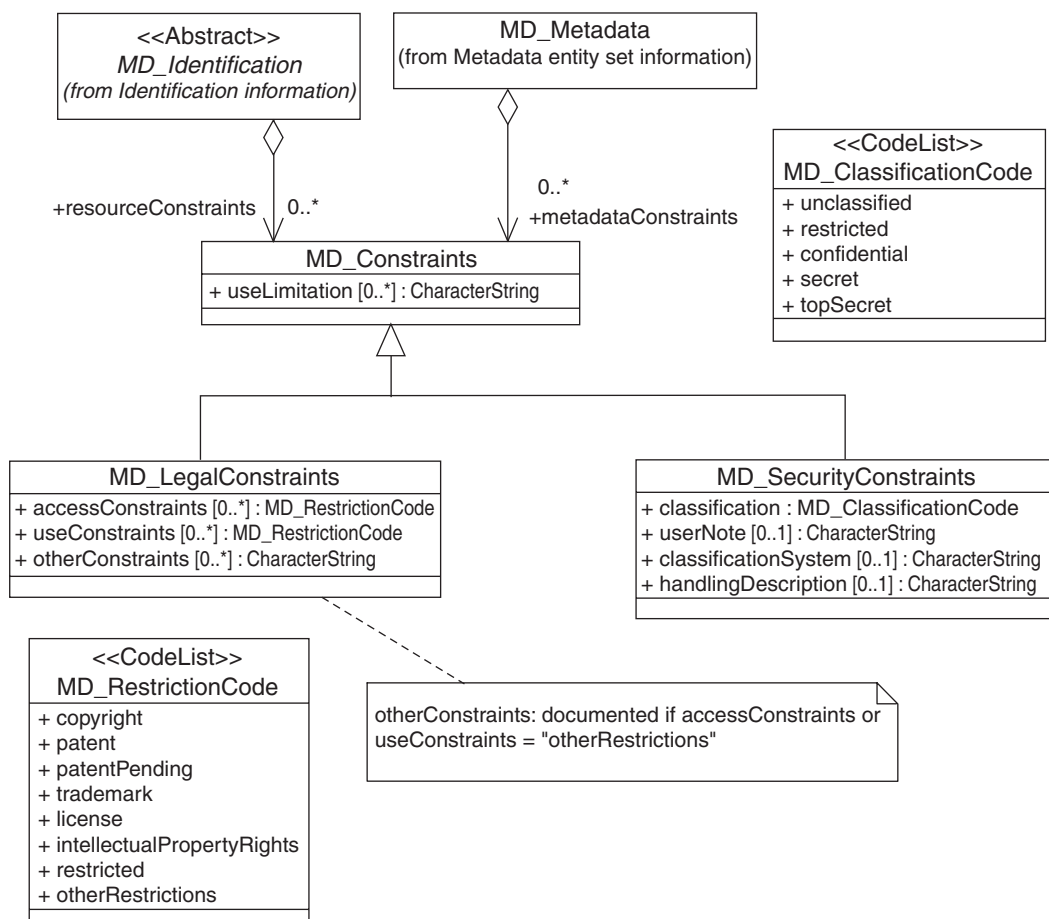 <<Abstract>>
MD_Identification
(from Identification information)
MD_Metadata
(from Metadata entity set information)
+resourceConstraints
0..*
0..*
+metadataConstraints
<<CodeList>>
MD_ClassificationCode
+ unclassified
+ restricted
+ confidential
+ secret
+ topSecret
MD_Constraints
+ useLimitation [0..*] : CharacterString
MD_LegalConstraints
+ accessConstraints [0..*] : MD_RestrictionCode
+ useConstraints [0..*] : MD_RestrictionCode
+ otherConstraints [0..*] : CharacterString
MD_SecurityConstraints
+ classification : MD_ClassificationCode
+ userNote [0..1] : CharacterString
+ classificationSystem [0..1] : CharacterString
+ handlingDescription [0..1] : CharacterString
<<CodeList>>
MD_RestrictionCode
+ copyright
+ patent
+ patentPending
+ trademark
+ license
+ intellectualPropertyRights
+ restricted
+ otherRestrictions
otherConstraints: documented if accessConstraints or
useConstraints = "otherRestrictions"